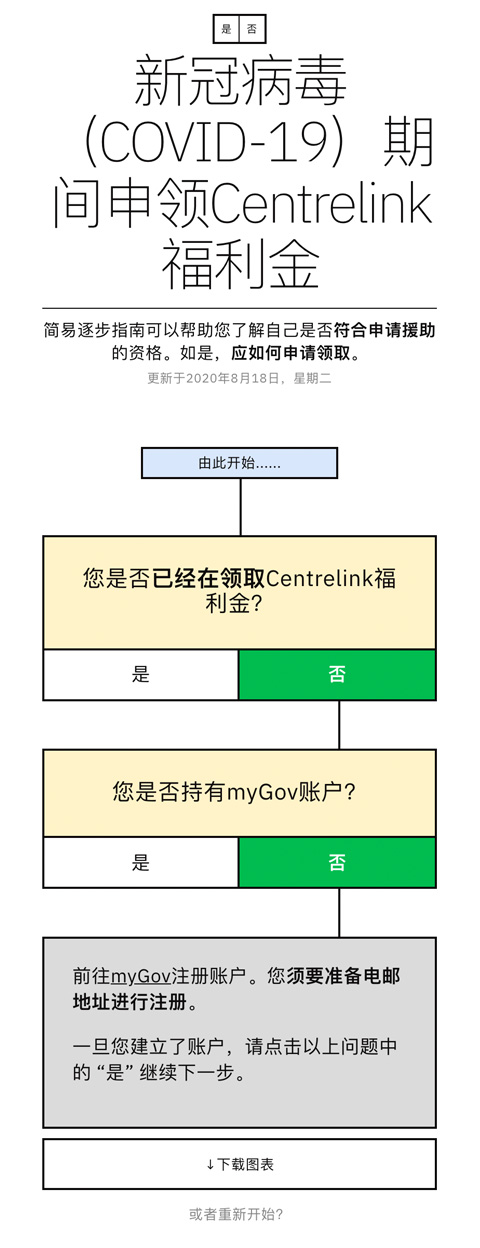 是 否
新冠病毒
（COVID-19）期
间申领Centrelink
福利金
简易逐步指南可以帮助您了解自己是否符合申请援助
的资格。如是，应如何申请领取。
更新于2020年8月18日，星期二
由此开始……
您是否已经在领取Centrelink福
利金？
是 否
您是否持有myGov账户？
是 否
前往myGov注册账户。您须要准备电邮
地址进行注册。
一旦您建立了账户，请点击以上问题中
的 “是” 继续下一步。
↓下载图表
或者重新开始？